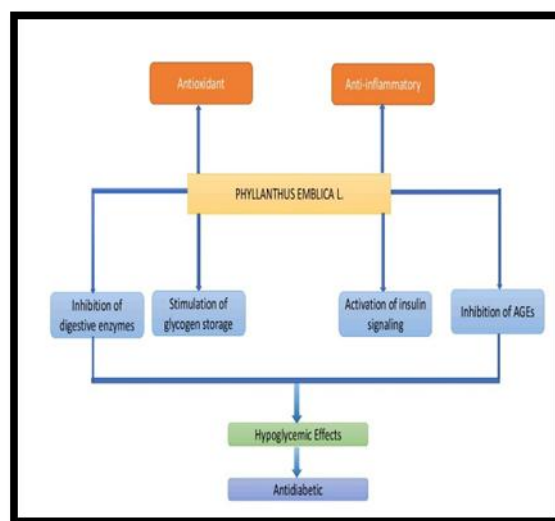 Antioxidant
Anti-inflammatory
PHYLLANTHUS EMBLICA L.
Inhibition of
digestive enzymes
Stimulation of
glycogen storage
Activation of insulin
signaling
Inhibition of AGEs
Hypoglycemic Effects
Antidiabetic